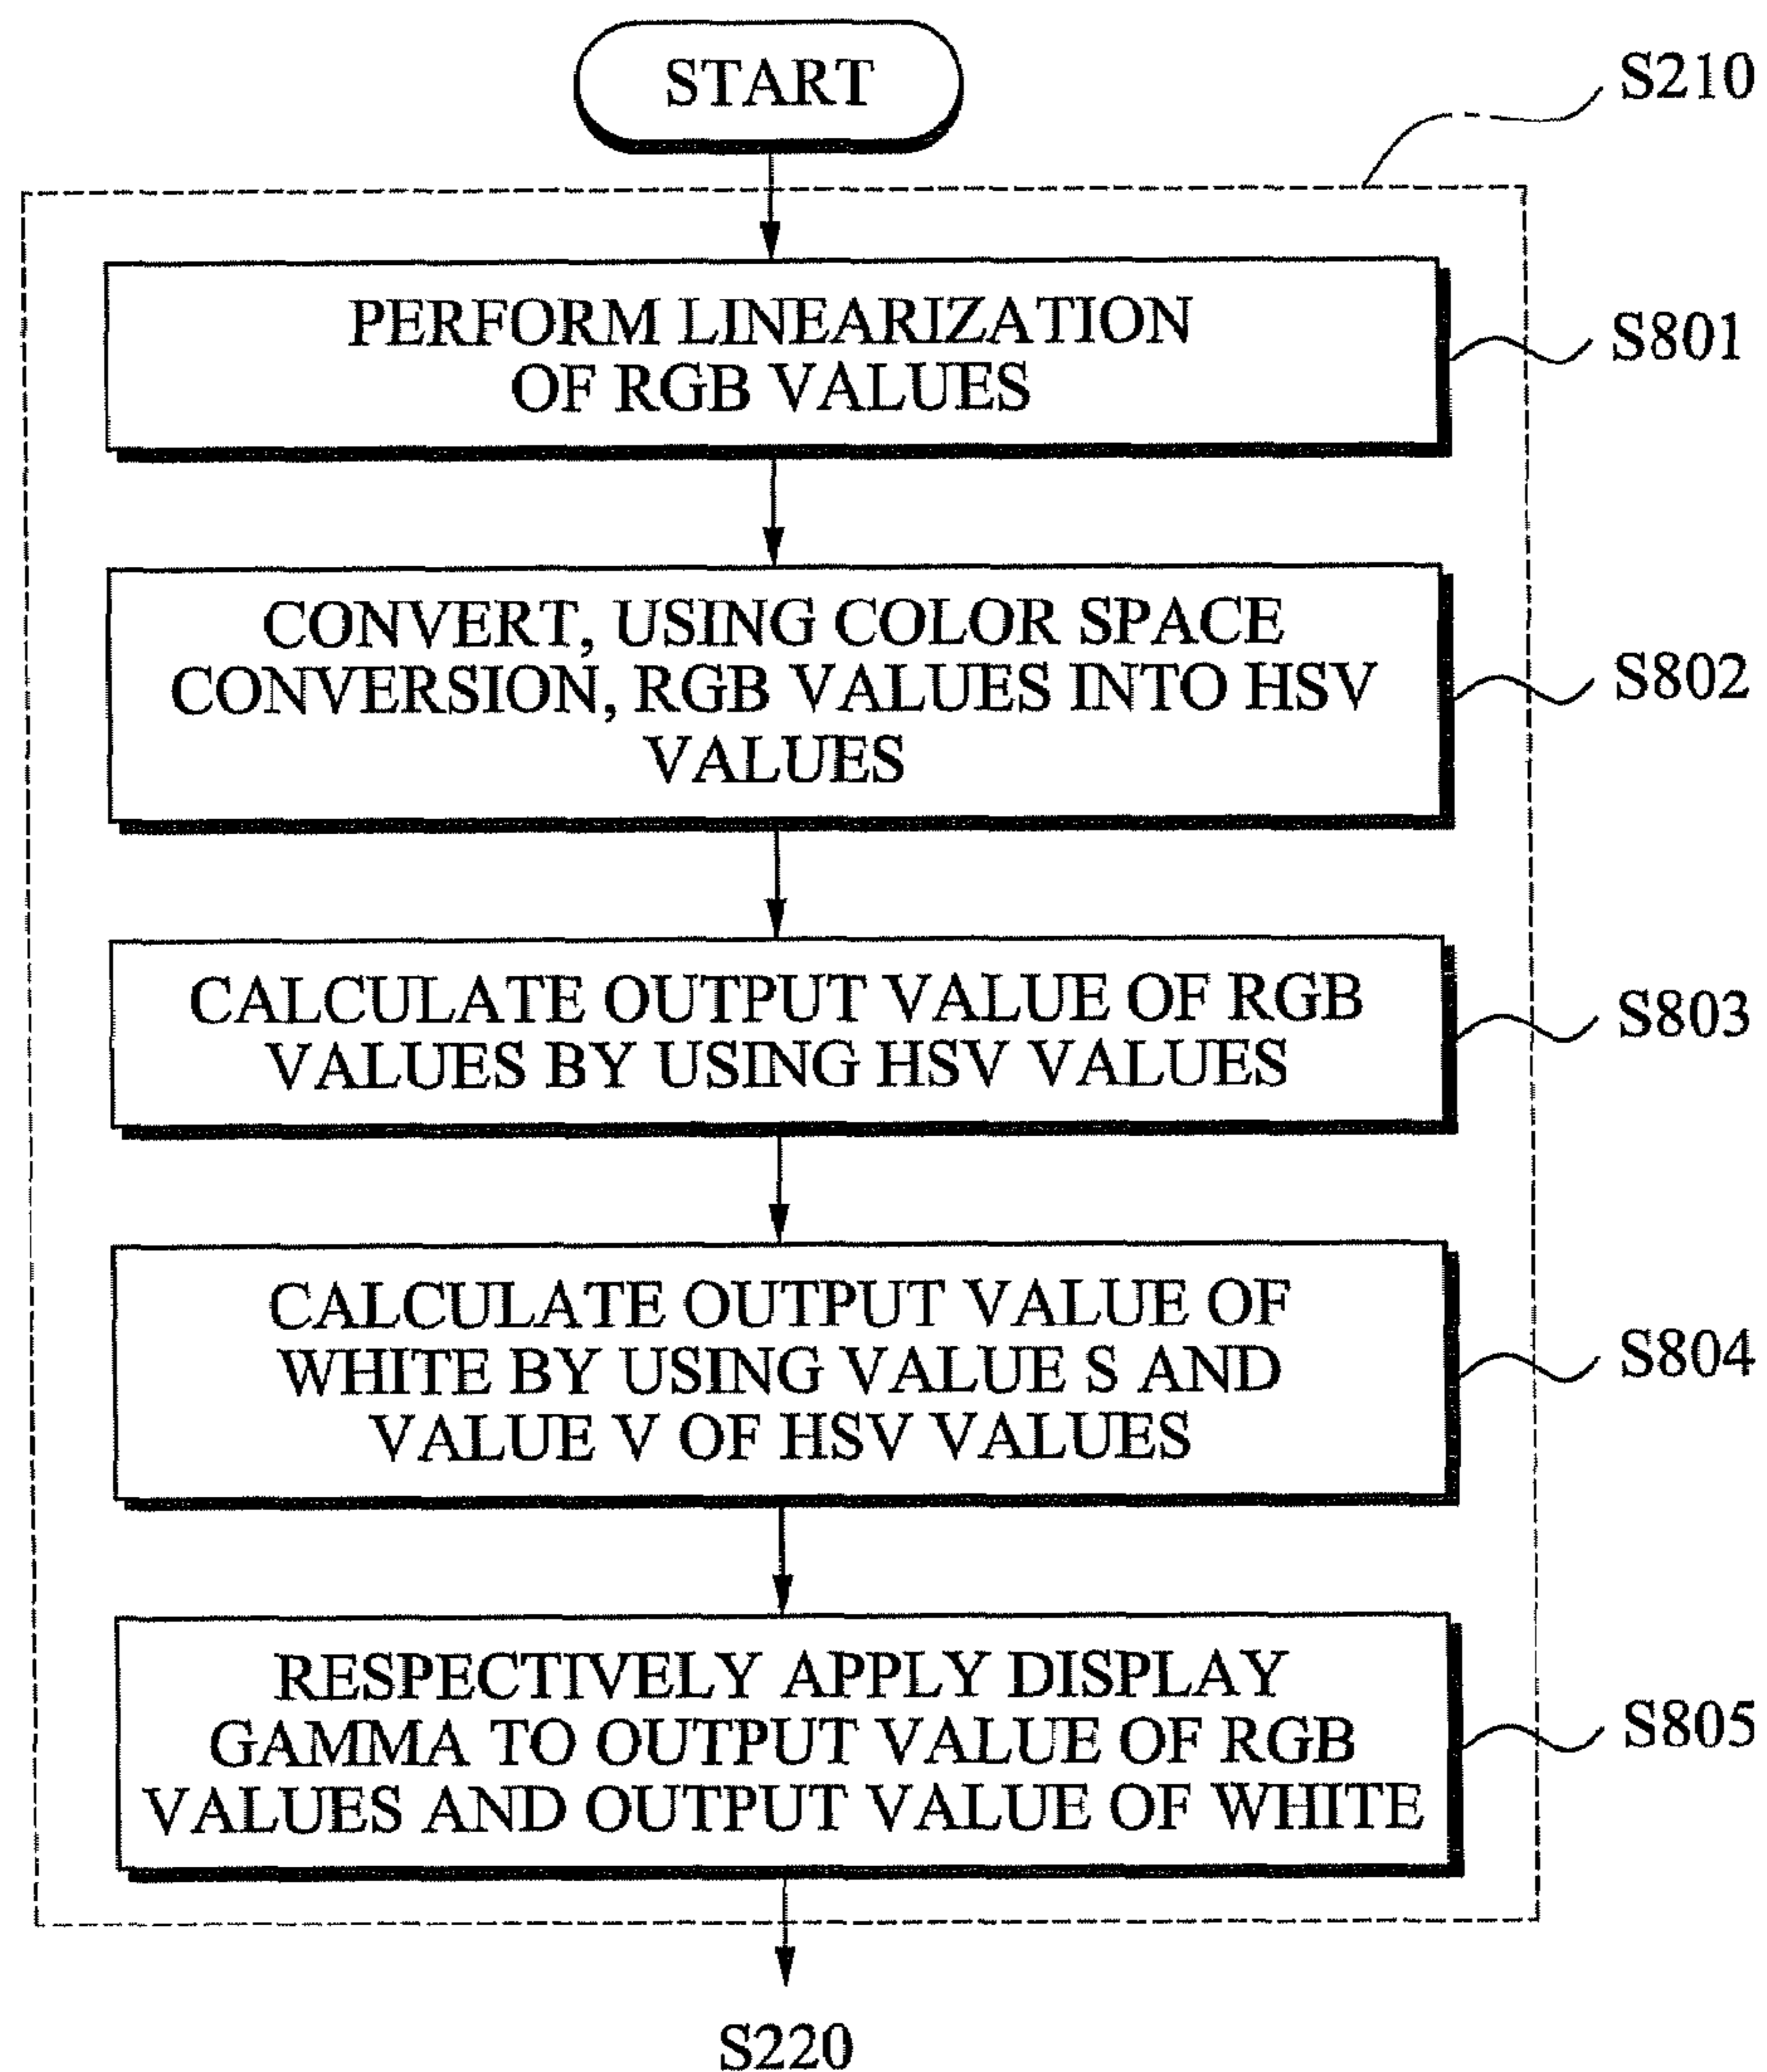 START
S210
PERFORM LINEARIZATION
OF RGB VALUES
S801
CONVERT, USING COLOR SPACE
CONVERSION, RGB VALUES INTO HSV
VALUES
S802
CALCULATE OUTPUT VALUE OF RGB
VALUES BY USING HSV VALUES
S803
CALCULATE OUTPUT VALUE OF
WHITE BY USING VALUE S AND
VALUE V OF HSV VALUES
S804
RESPECTIVELY APPLY DISPLAY
GAMMA TO OUTPUT VALUE OF RGB
VALUES AND OUTPUT VALUE OF WHITE
S805
S220